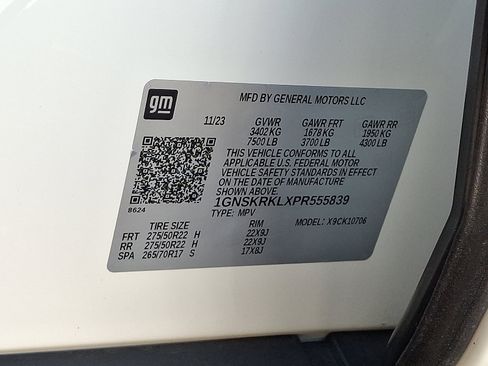 gm
MFD BY GENERAL MOTORS LLC
11/23 GVWR GAWR FRT GAWR RR
3402 KG 1678 KG 1950 KG
7500 LB 3700 LB 4300 LB
THIS VEHICLE CONFORMS TO ALL
APPLICABLE U.S. FEDERAL MOTOR
VEHICLE SAFETY STANDARDS IN EFFECT
ON THE DATE OF MANUFACTURE
SHOWN ABOVE.
1GNSKRKLXPR555839
8624
TYPE: MPV MODEL: X9CK10706
TIRE SIZE RIM
FRT 275/50R22 H 22X9J
RR 275/50R22 H 22X9J
SPA 265/70R17 S 17X8J